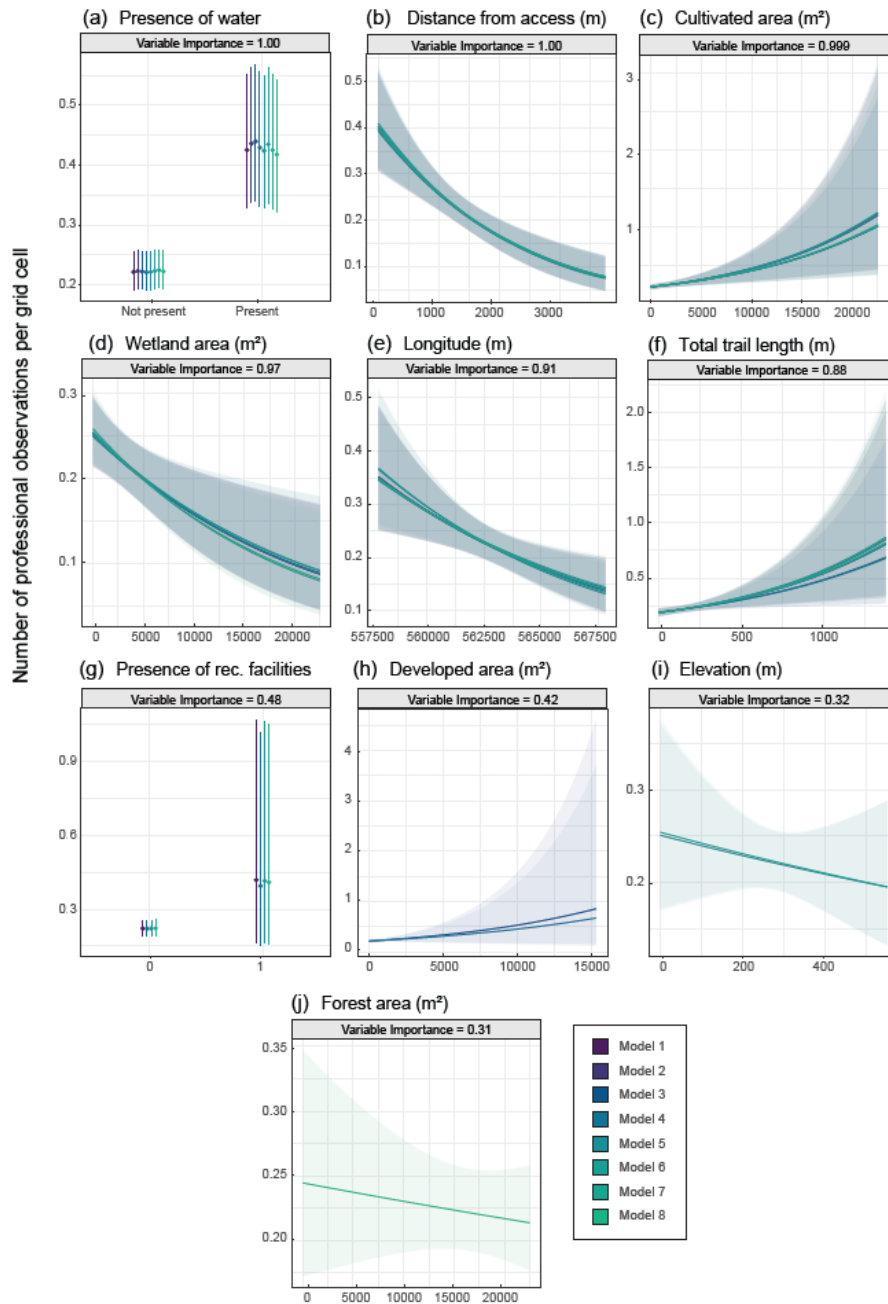 Number of professional observations per grid cell
(a) Presence of water
Variable Importance = 1.00
0.5
0.4
0.3
0.2
Not present Present
(b) Distance from access (m)
Variable Importance = 1.00
0.5
0.4
0.3
0.2
0.1
0 1000 2000 3000
(c) Cultivated area (m²)
Variable Importance = 0.999
3
2
1
0
0 5000 10000 15000 20000
(d) Wetland area (m²)
Variable Importance = 0.97
0.3
0.2
0.1
0 5000 10000 15000 20000
(e) Longitude (m)
Variable Importance = 0.91
0.5
0.4
0.3
0.2
0.1
557500 560000 562500 565000 567500
(f) Total trail length (m)
Variable Importance = 0.88
2.0
1.5
1.0
0.5
0 500 1000
(g) Presence of rec. facilities
Variable Importance = 0.48
0.9
0.6
0.3
0 1
(h) Developed area (m²)
Variable Importance = 0.42
4
3
2
1
0
0 5000 10000 15000
(i) Elevation (m)
Variable Importance = 0.32
0.3
0.2
0 200 400
(j) Forest area (m²)
Variable Importance = 0.31
0.35
0.30
0.25
0.20
0 5000 10000 15000 20000
Model 1
Model 2
Model 3
Model 4
Model 5
Model 6
Model 7
Model 8